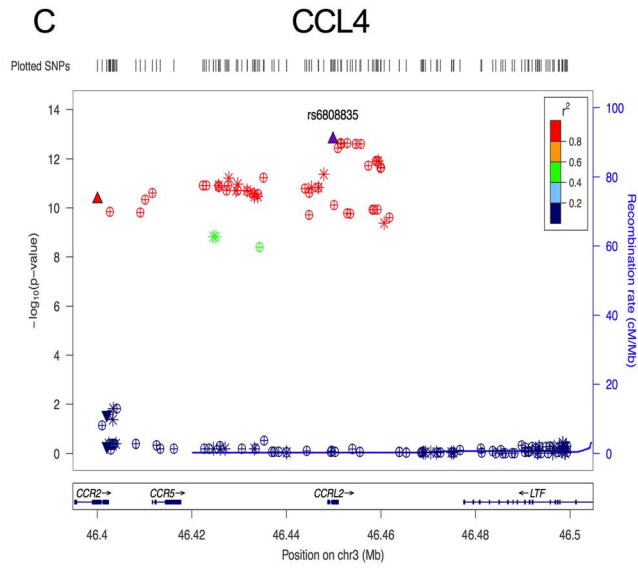 C CCL4
Plotted SNPs
rs6808835
14
12
10
8
6
4
2
0
−log10(p−value)
r²
0.8
0.6
0.4
0.2
100
80
60
40
20
0
Recombination rate (cM/Mb)
CCR2→ CCR5→ CCRL2→ ←LTF
46.4 46.42 46.44 46.46 46.48 46.5
Position on chr3 (Mb)